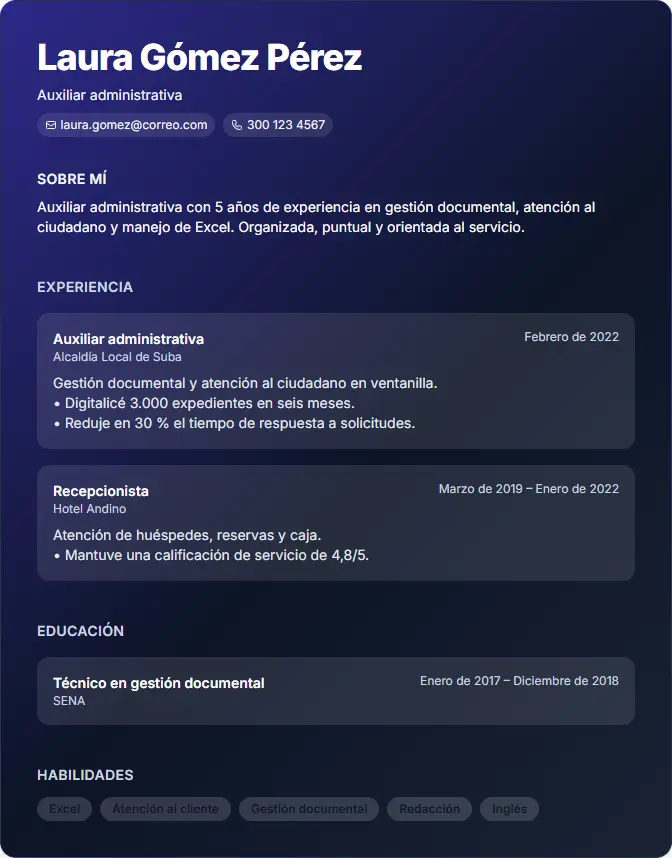 Laura Gómez Pérez
Auxiliar administrativa
laura.gomez@correo.com 300 123 4567
SOBRE MÍ
Auxiliar administrativa con 5 años de experiencia en gestión documental, atención al
ciudadano y manejo de Excel. Organizada, puntual y orientada al servicio.
EXPERIENCIA
Auxiliar administrativa Febrero de 2022
Alcaldía Local de Suba
Gestión documental y atención al ciudadano en ventanilla.
• Digitalicé 3.000 expedientes en seis meses.
• Reduje en 30 % el tiempo de respuesta a solicitudes.
Recepcionista Marzo de 2019 – Enero de 2022
Hotel Andino
Atención de huéspedes, reservas y caja.
• Mantuve una calificación de servicio de 4,8/5.
EDUCACIÓN
Técnico en gestión documental Enero de 2017 – Diciembre de 2018
SENA
HABILIDADES
Excel Atención al cliente Gestión documental Redacción Inglés